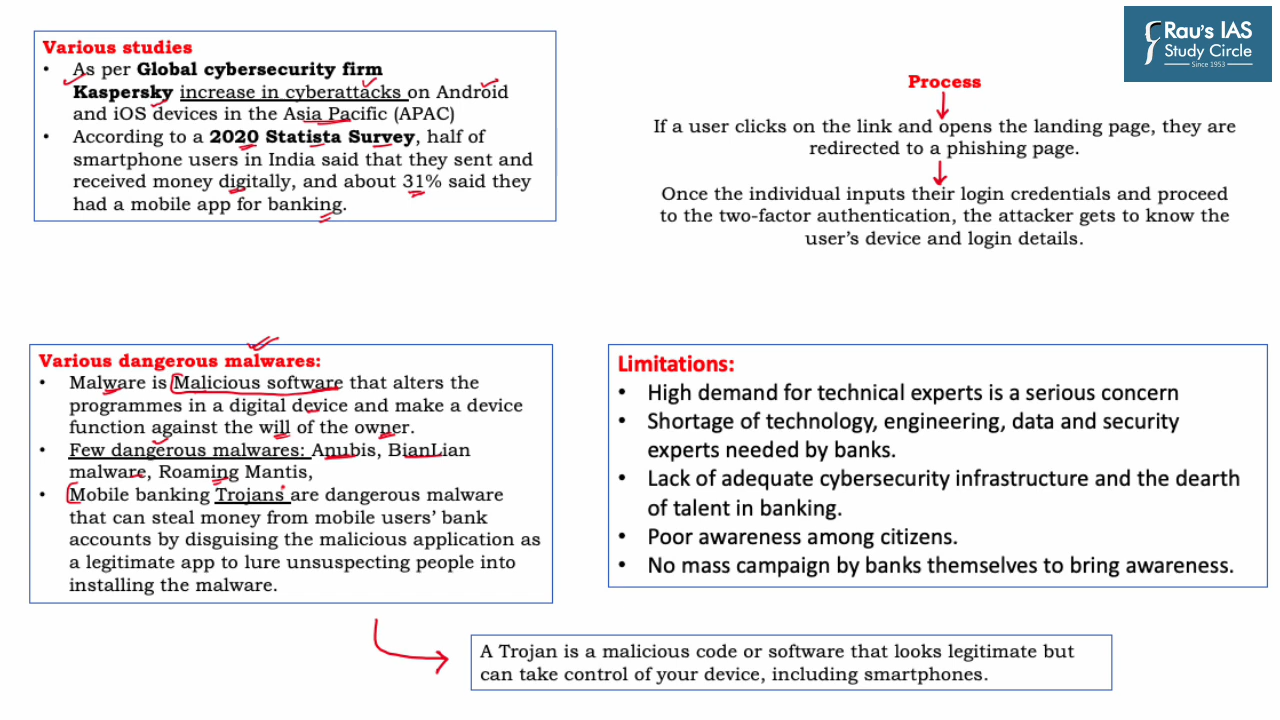 Various studies
• As per Global cybersecurity firm
Kaspersky increase in cyberattacks on Android
and iOS devices in the Asia Pacific (APAC)
• According to a 2020 Statista Survey, half of
smartphone users in India said that they sent and
received money digitally, and about 31% said they
had a mobile app for banking.
Rau's IAS
Study Circle
Since 1953
Process
If a user clicks on the link and opens the landing page, they are
redirected to a phishing page.
Once the individual inputs their login credentials and proceed
to the two-factor authentication, the attacker gets to know the
user's device and login details.
Various dangerous malwares:
• Malware is Malicious software that alters the
programmes in a digital device and make a device
function against the will of the owner.
• Few dangerous malwares: Anubis, BianLian
malware, Roaming Mantis,
• Mobile banking Trojans are dangerous malware
that can steal money from mobile users' bank
accounts by disguising the malicious application as
a legitimate app to lure unsuspecting people into
installing the malware.
Limitations:
• High demand for technical experts is a serious concern
• Shortage of technology, engineering, data and security
experts needed by banks.
• Lack of adequate cybersecurity infrastructure and the dearth
of talent in banking.
• Poor awareness among citizens.
• No mass campaign by banks themselves to bring awareness.
A Trojan is a malicious code or software that looks legitimate but
can take control of your device, including smartphones.